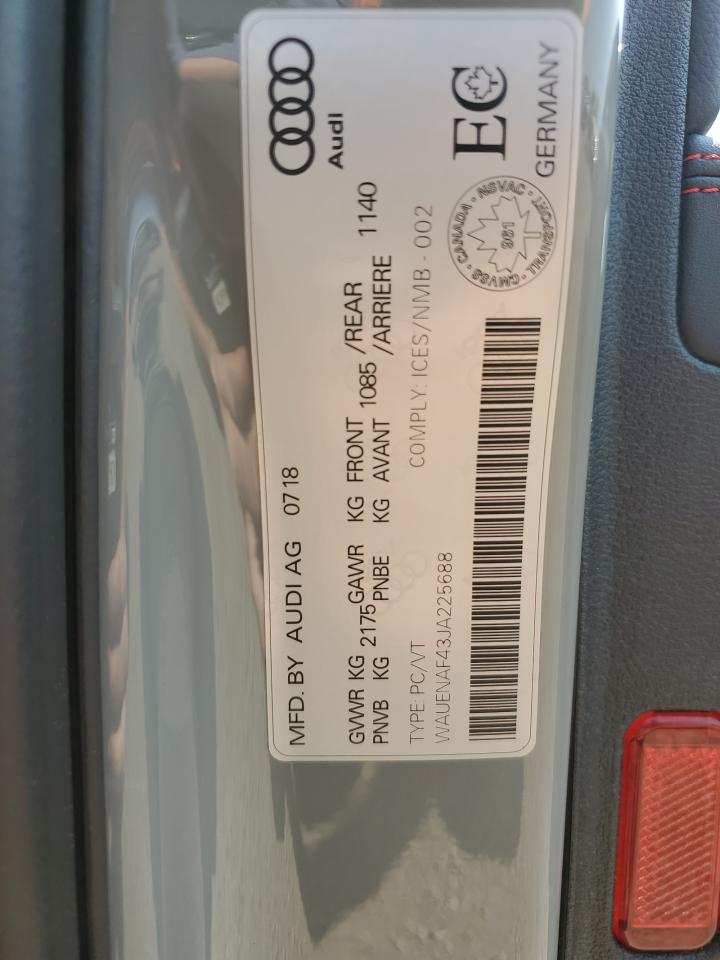 Audi
MFD. BY AUDI AG 0718
GVWR KG 2175 GAWR KG FRONT 1085 /REAR 1140
PNVB KG PNBE KG AVANT /ARRIERE
TYPE: PC/VT COMPLY: ICES/NMB - 002
WAUENAF43JA225688
CANADA · NSVAC · TRANSPORT · CMVSS ·
961
EC
GERMANY